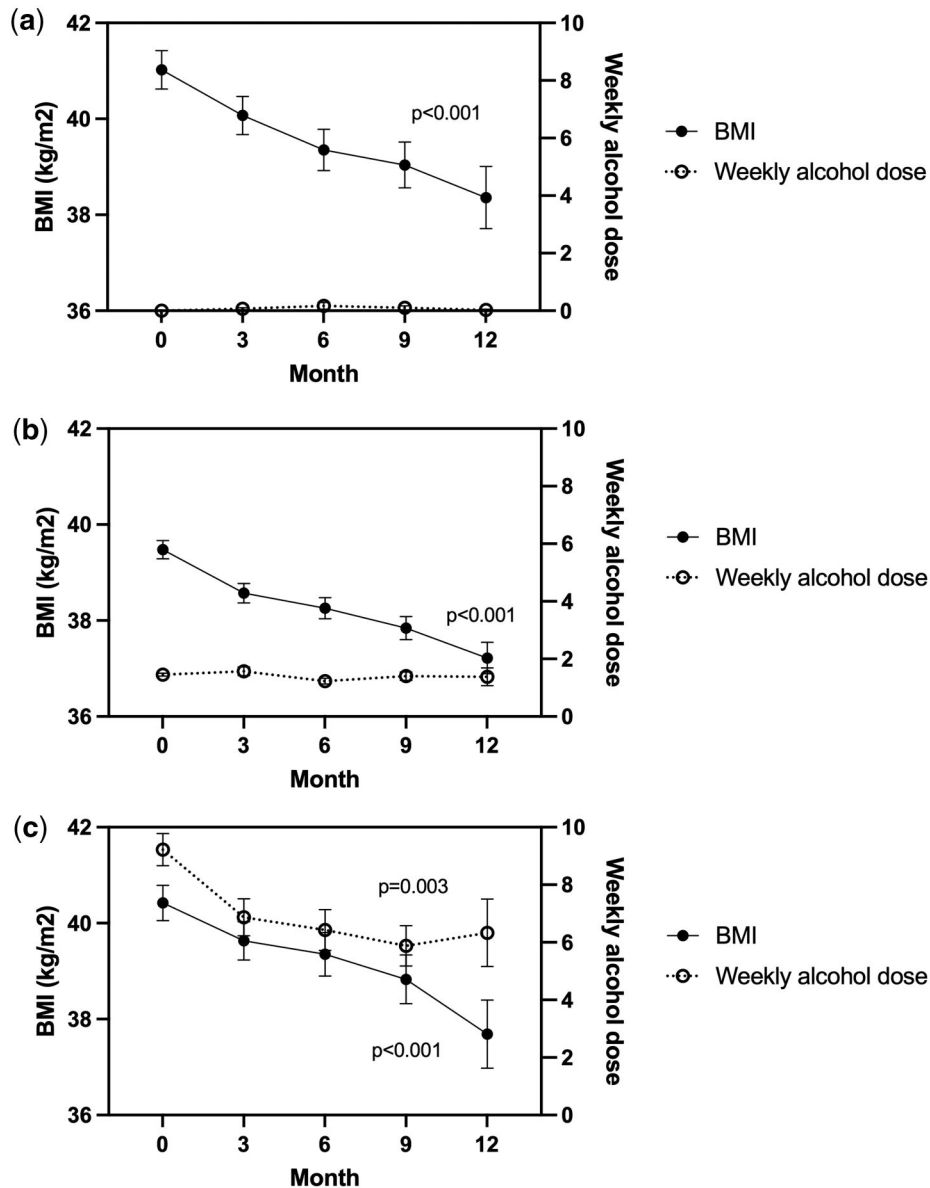 (a)
42
40
38
36
BMI (kg/m2)
10
8
6
4
2
0
Weekly alcohol dose
p<0.001
0 3 6 9 12
Month
BMI
Weekly alcohol dose
(b)
42
40
38
36
BMI (kg/m2)
10
8
6
4
2
0
Weekly alcohol dose
p<0.001
0 3 6 9 12
Month
BMI
Weekly alcohol dose
(c)
42
40
38
36
BMI (kg/m2)
10
8
6
4
2
0
Weekly alcohol dose
p=0.003
p<0.001
0 3 6 9 12
Month
BMI
Weekly alcohol dose